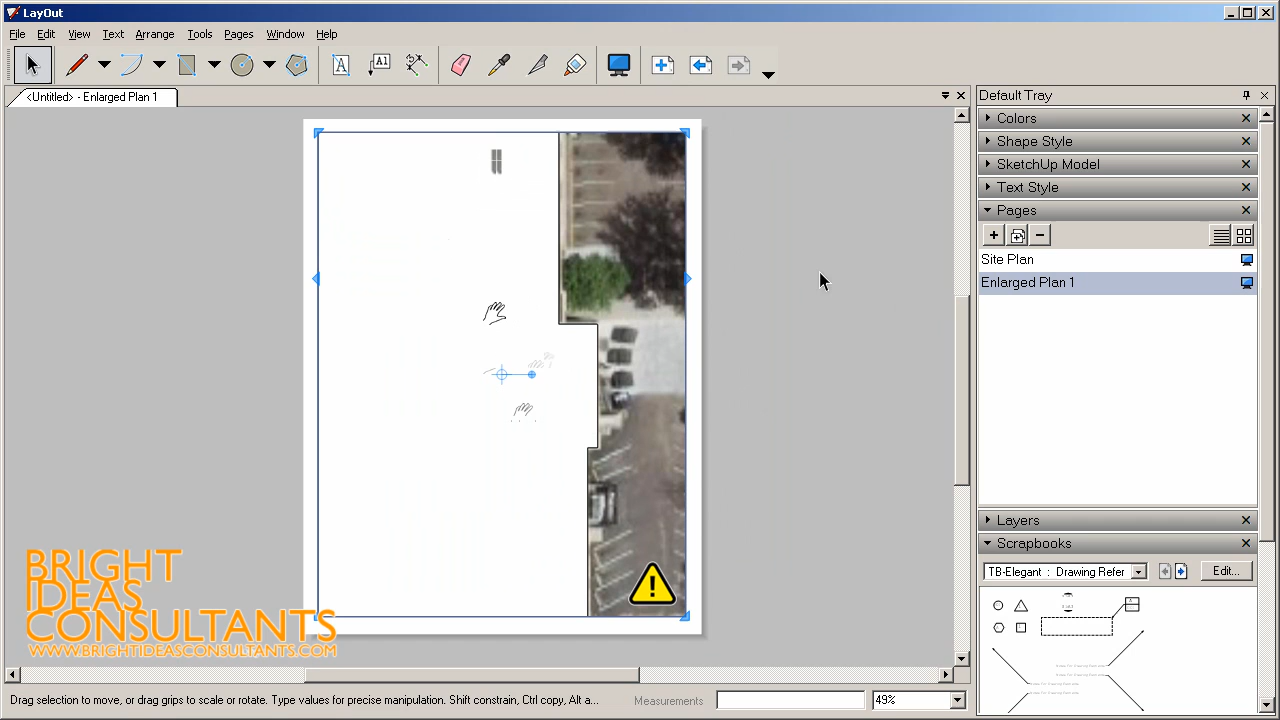 LayOut
File Edit View Text Arrange Tools Pages Window Help
A A1
<Untitled> - Enlarged Plan 1
Default Tray
Colors
Shape Style
SketchUp Model
Text Style
Pages
Site Plan
Enlarged Plan 1
Layers
Scrapbooks
TB-Elegant : Drawing Refer Edit...
BRIGHT
IDEAS
CONSULTANTS
WWW.BRIGHTIDEASCONSULTANTS.COM
Drag selection to move, or drag grips to scale or rotate. Type values for precise manipulation. Shift constrains, Ctrl copy, Alt a... Measurements 49%